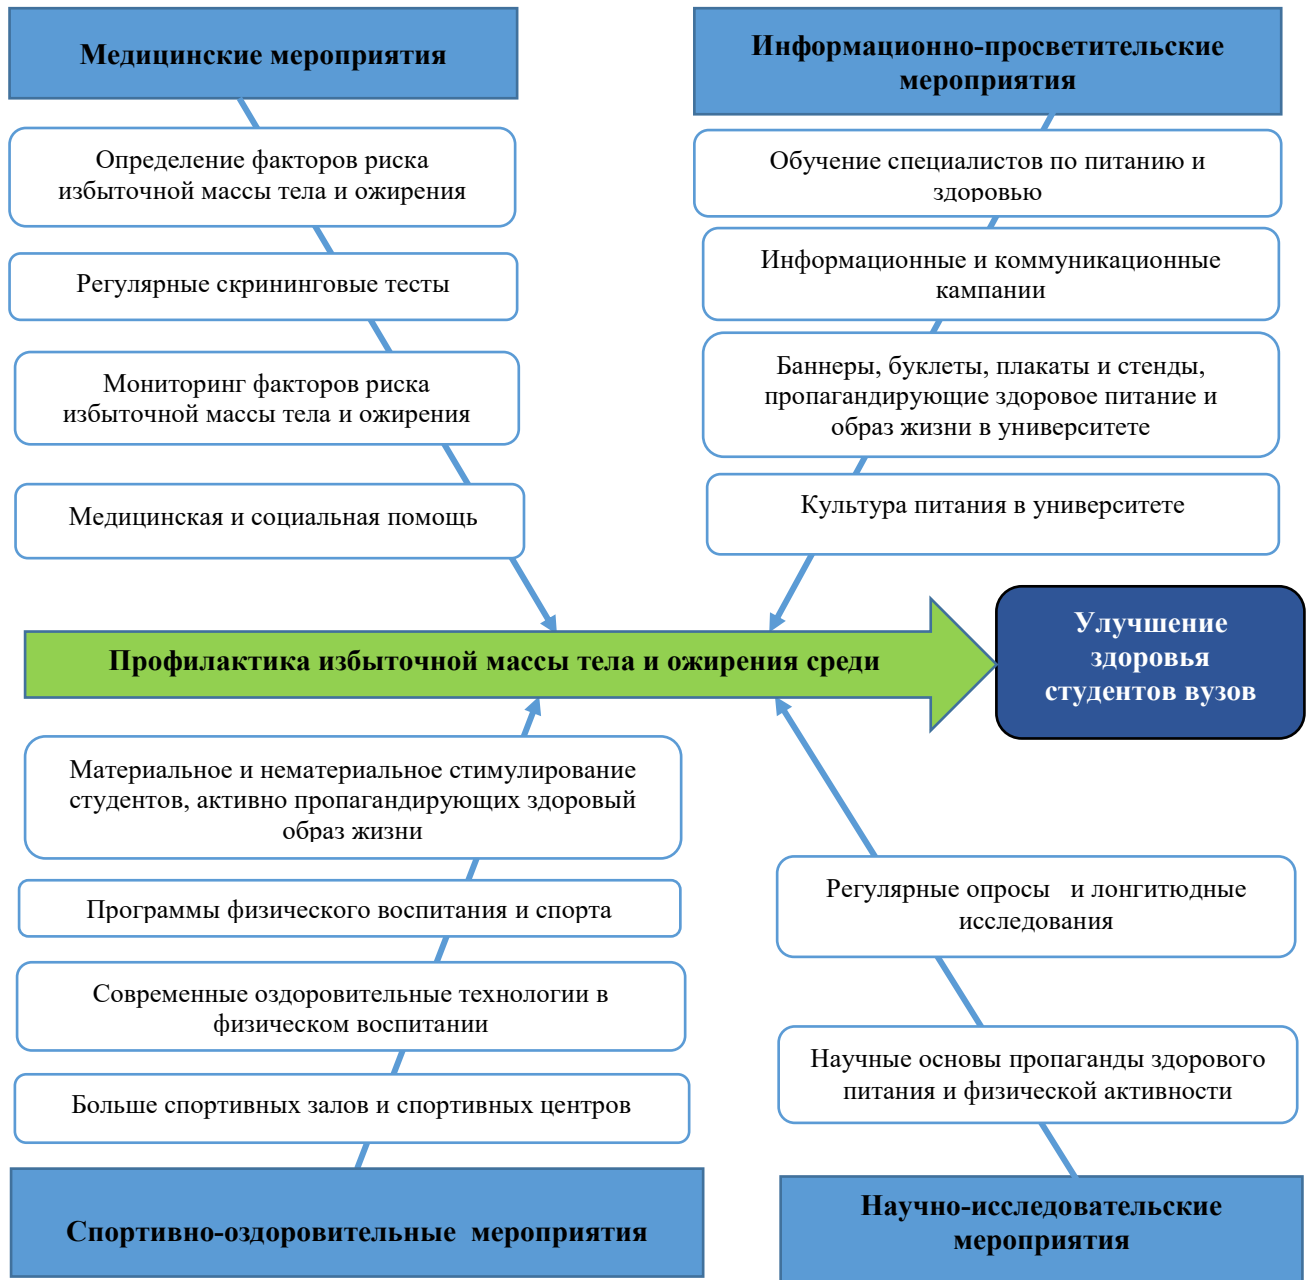 Медицинские мероприятия
Определение факторов риска
избыточной массы тела и ожирения
Регулярные скрининговые тесты
Мониторинг факторов риска
избыточной массы тела и ожирения
Медицинская и социальная помощь
Информационно-просветительские
мероприятия
Обучение специалистов по питанию и
здоровью
Информационные и коммуникационные
кампании
Баннеры, буклеты, плакаты и стенды,
пропагандирующие здоровое питание и
образ жизни в университете
Культура питания в университете
Профилактика избыточной массы тела и ожирения среди
Улучшение
здоровья
студентов вузов
Материальное и нематериальное стимулирование
студентов, активно пропагандирующих здоровый
образ жизни
Программы физического воспитания и спорта
Современные оздоровительные технологии в
физическом воспитании
Больше спортивных залов и спортивных центров
Спортивно-оздоровительные мероприятия
Регулярные опросы и лонгитюдные
исследования
Научные основы пропаганды здорового
питания и физической активности
Научно-исследовательские
мероприятия